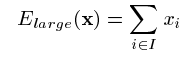 E_{large}(\mathbf{x}) = \sum_{i \in I} x_i